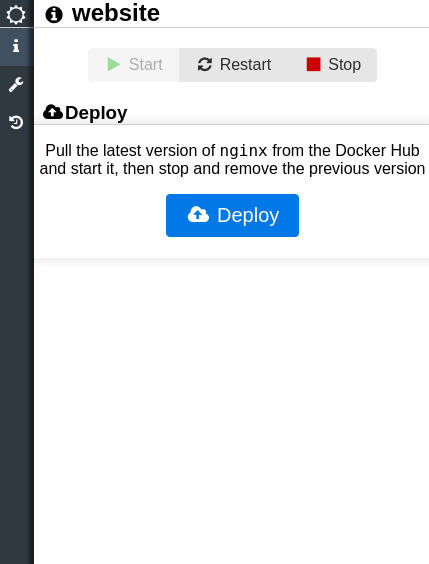 website
Start Restart Stop
Deploy
Pull the latest version of nginx from the Docker Hub
and start it, then stop and remove the previous version
Deploy